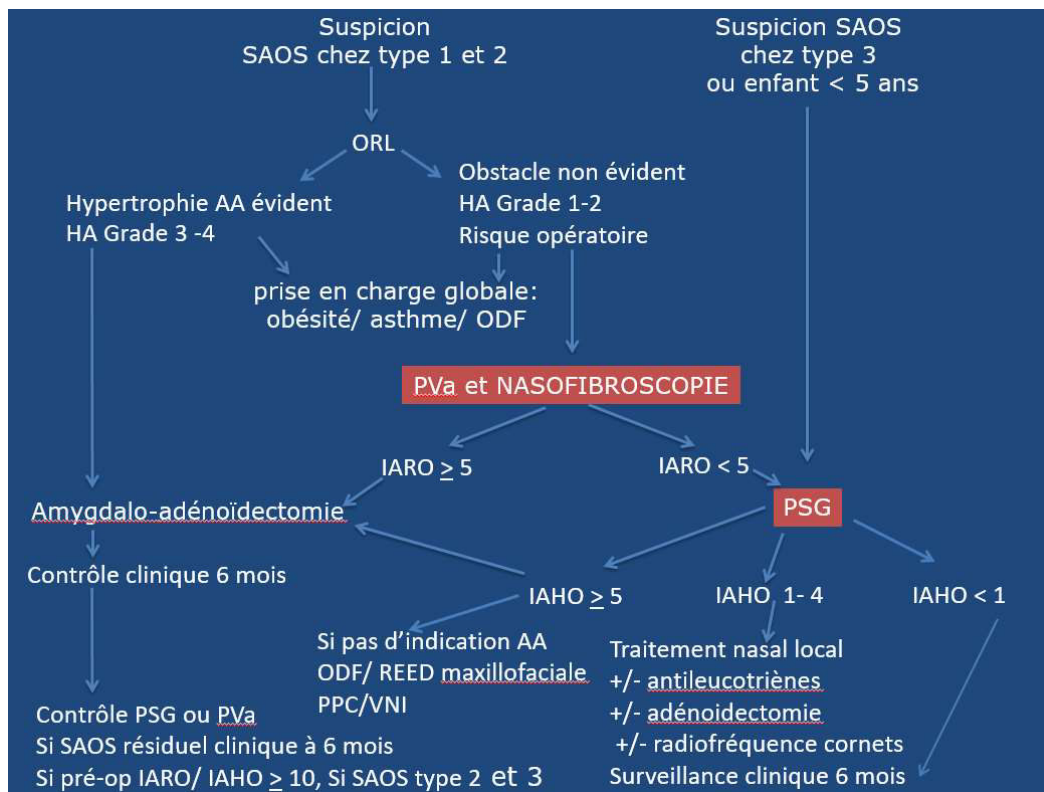 Suspicion
SAOS chez type 1 et 2
Suspicion SAOS
chez type 3
ou enfant < 5 ans
ORL
Hypertrophie AA évident
HA Grade 3 -4
Obstacle non évident
HA Grade 1-2
Risque opératoire
prise en charge globale:
obésité/ asthme/ ODF
PVa et NASOFIBROSCOPIE
IARO ≥ 5
IARO < 5
PSG
Amygdalo-adénoïdectomie
Contrôle clinique 6 mois
IAHO ≥ 5
IAHO 1- 4
IAHO < 1
Si pas d'indication AA
ODF/ REED maxillofaciale
PPC/VNI
Traitement nasal local
+/- antileucotriènes
+/- adénoidectomie
+/- radiofréquence cornets
Surveillance clinique 6 mois
Contrôle PSG ou PVa
Si SAOS résiduel clinique à 6 mois
Si pré-op IARO/ IAHO ≥ 10, Si SAOS type 2 et 3